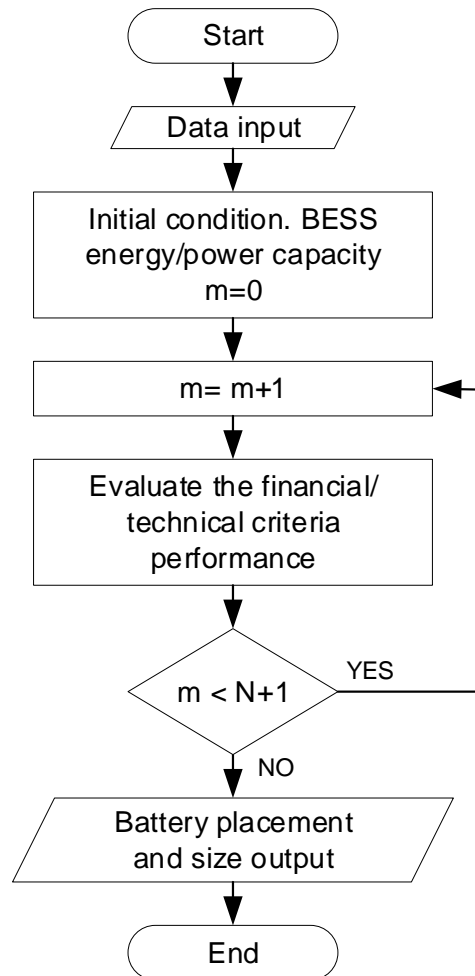 Start
Data input
Initial condition. BESS
energy/power capacity
m=0
m= m+1
Evaluate the financial/
technical criteria
performance
m < N+1
YES
NO
Battery placement
and size output
End